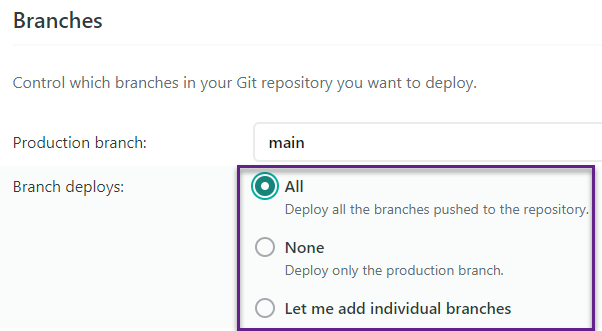 Branches
Control which branches in your Git repository you want to deploy.
Production branch:
main
Branch deploys:
All
Deploy all the branches pushed to the repository.
None
Deploy only the production branch.
Let me add individual branches